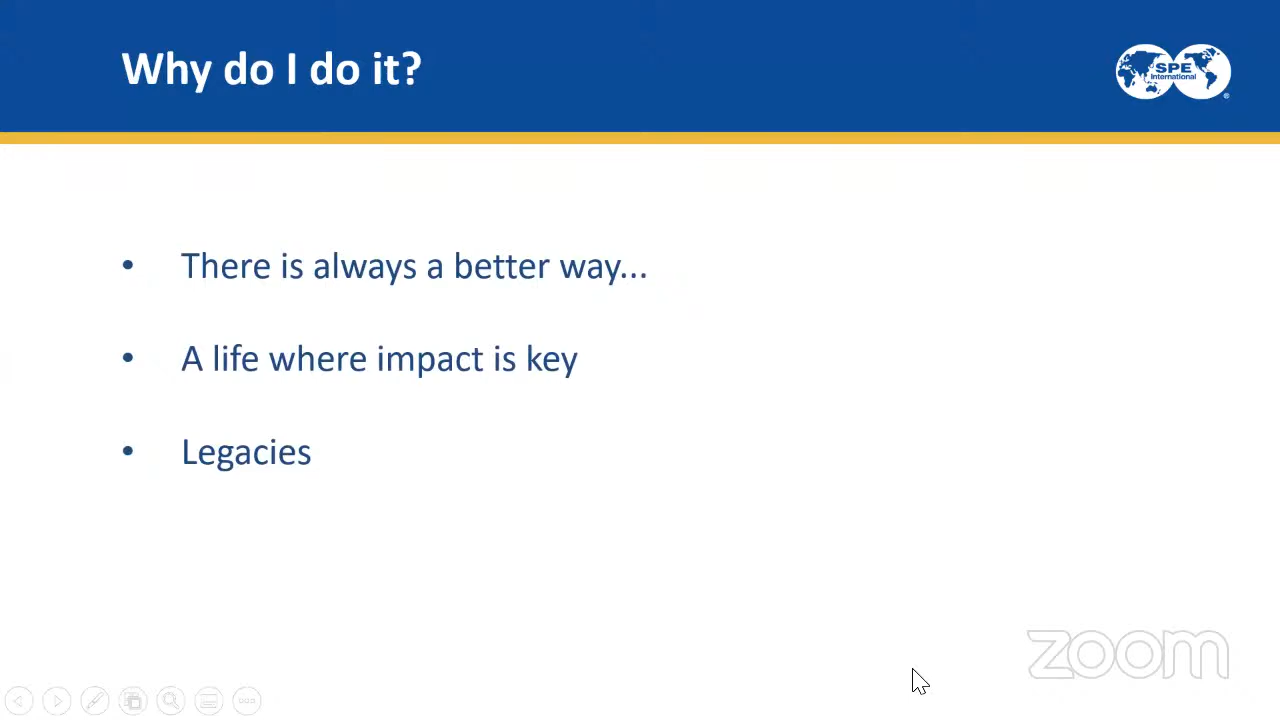 Why do I do it?
SPE
International
• There is always a better way...
• A life where impact is key
• Legacies
zoom